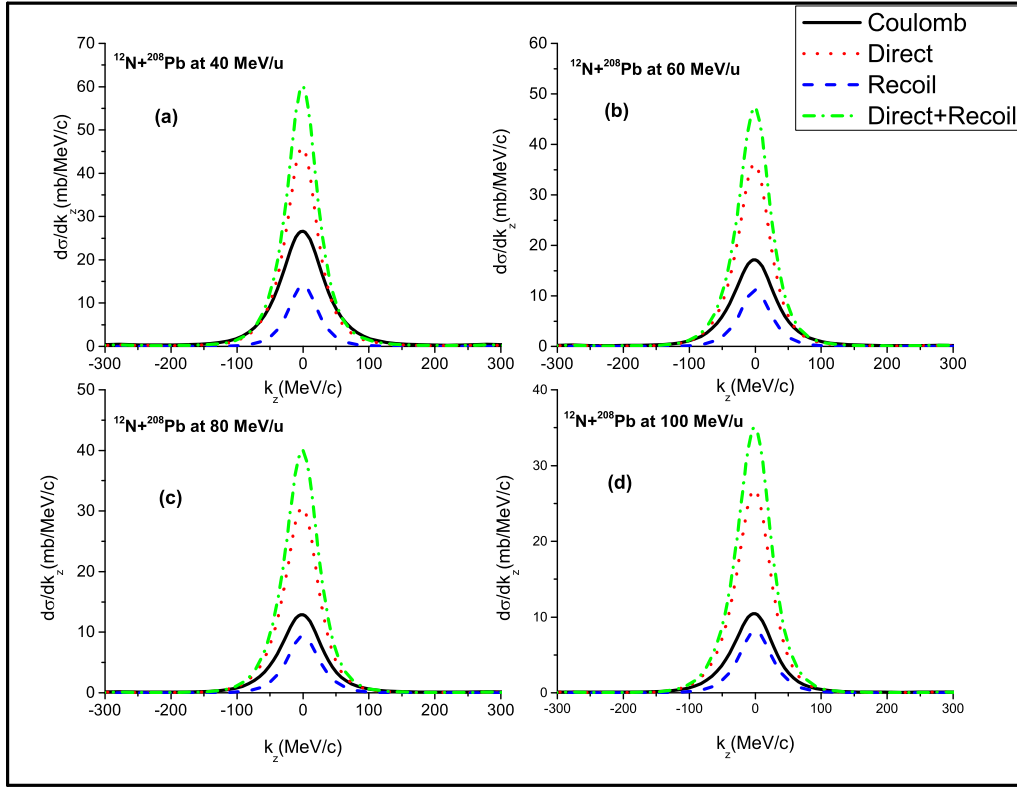 Coulomb
Direct
Recoil
Direct+Recoil
¹²N+²⁰⁸Pb at 40 MeV/u
(a)
dσ/dk_z(mb/MeV/c)
70
60
50
40
30
20
10
0
-300 -200 -100 0 100 200 300
k_z(MeV/c)
¹²N+²⁰⁸Pb at 60 MeV/u
(b)
dσ/dk_z(mb/MeV/c)
60
50
40
30
20
10
0
-300 -200 -100 0 100 200 300
k_z(MeV/c)
¹²N+²⁰⁸Pb at 80 MeV/u
(c)
dσ/dk_z(mb/MeV/c)
50
40
30
20
10
0
-300 -200 -100 0 100 200 300
k_z(MeV/c)
¹²N+²⁰⁸Pb at 100 MeV/u
(d)
dσ/dk_z(mb/MeV/c)
40
30
20
10
0
-300 -200 -100 0 100 200 300
k_z(MeV/c)